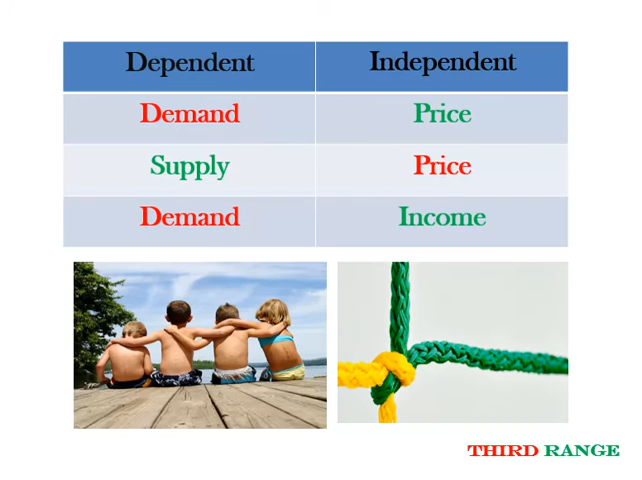 Dependent Independent
Demand Price
Supply Price
Demand Income
THIRD RANGE